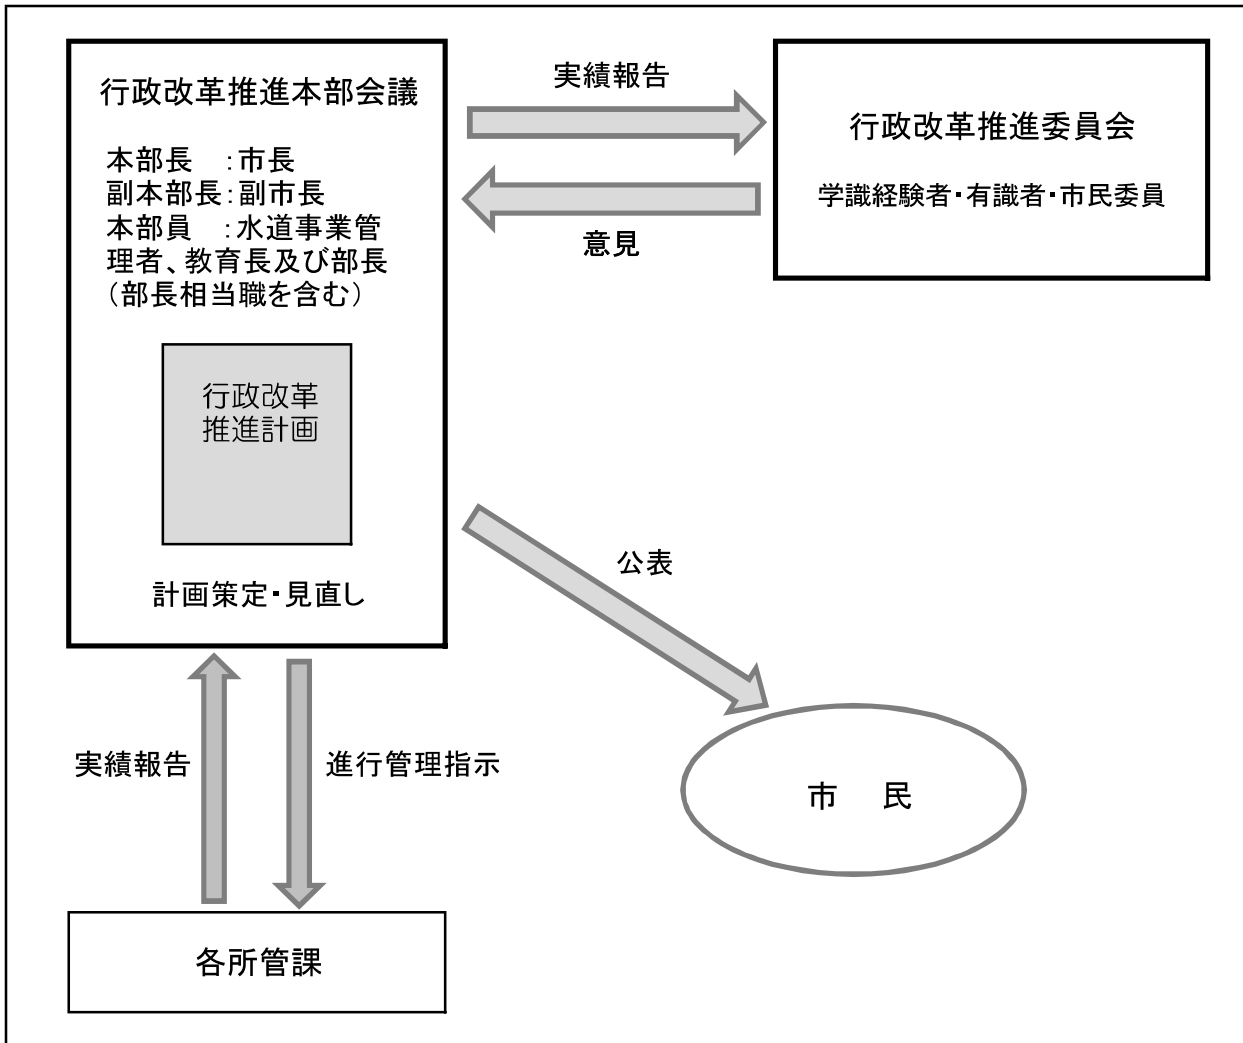 行政改革推進本部会議
本部長　：市長
副本部長：副市長
本部員　：水道事業管
理者、教育長及び部長
（部長相当職を含む）
行政改革
推進計画
計画策定・見直し
実績報告
意見
行政改革推進委員会
学識経験者・有識者・市民委員
公表
市　民
実績報告
進行管理指示
各所管課